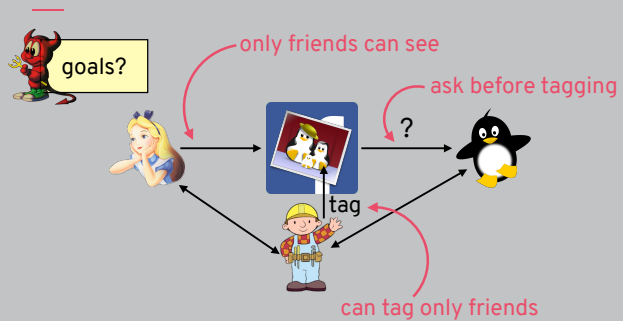 only friends can see
goals?
ask before tagging
?
tag
can tag only friends